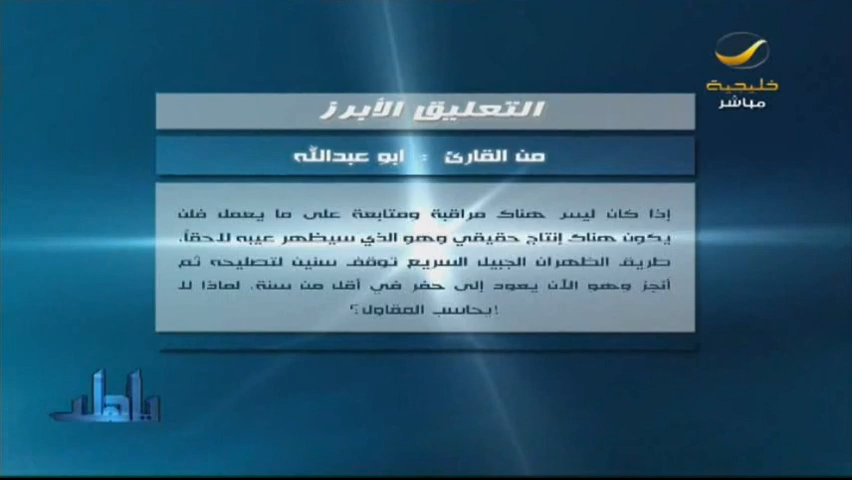 خليجية
مباشر
التعليق الأبرز
من القارئ : ابو عبدالله
إذا كان ليس هناك مراقبة ومتابعة على ما يعمل فلن
يكون هناك إنتاج حقيقي وهو الذي سيظهر عيبه لاحقاً،
طريق الظهران الجبيل السريع توقف سنين لتصليحه ثم
أنجز وهو الآن يعود إلى حفر في أقل من سنة، لماذا لا
يحاسب المقاول؟!
ياهلا